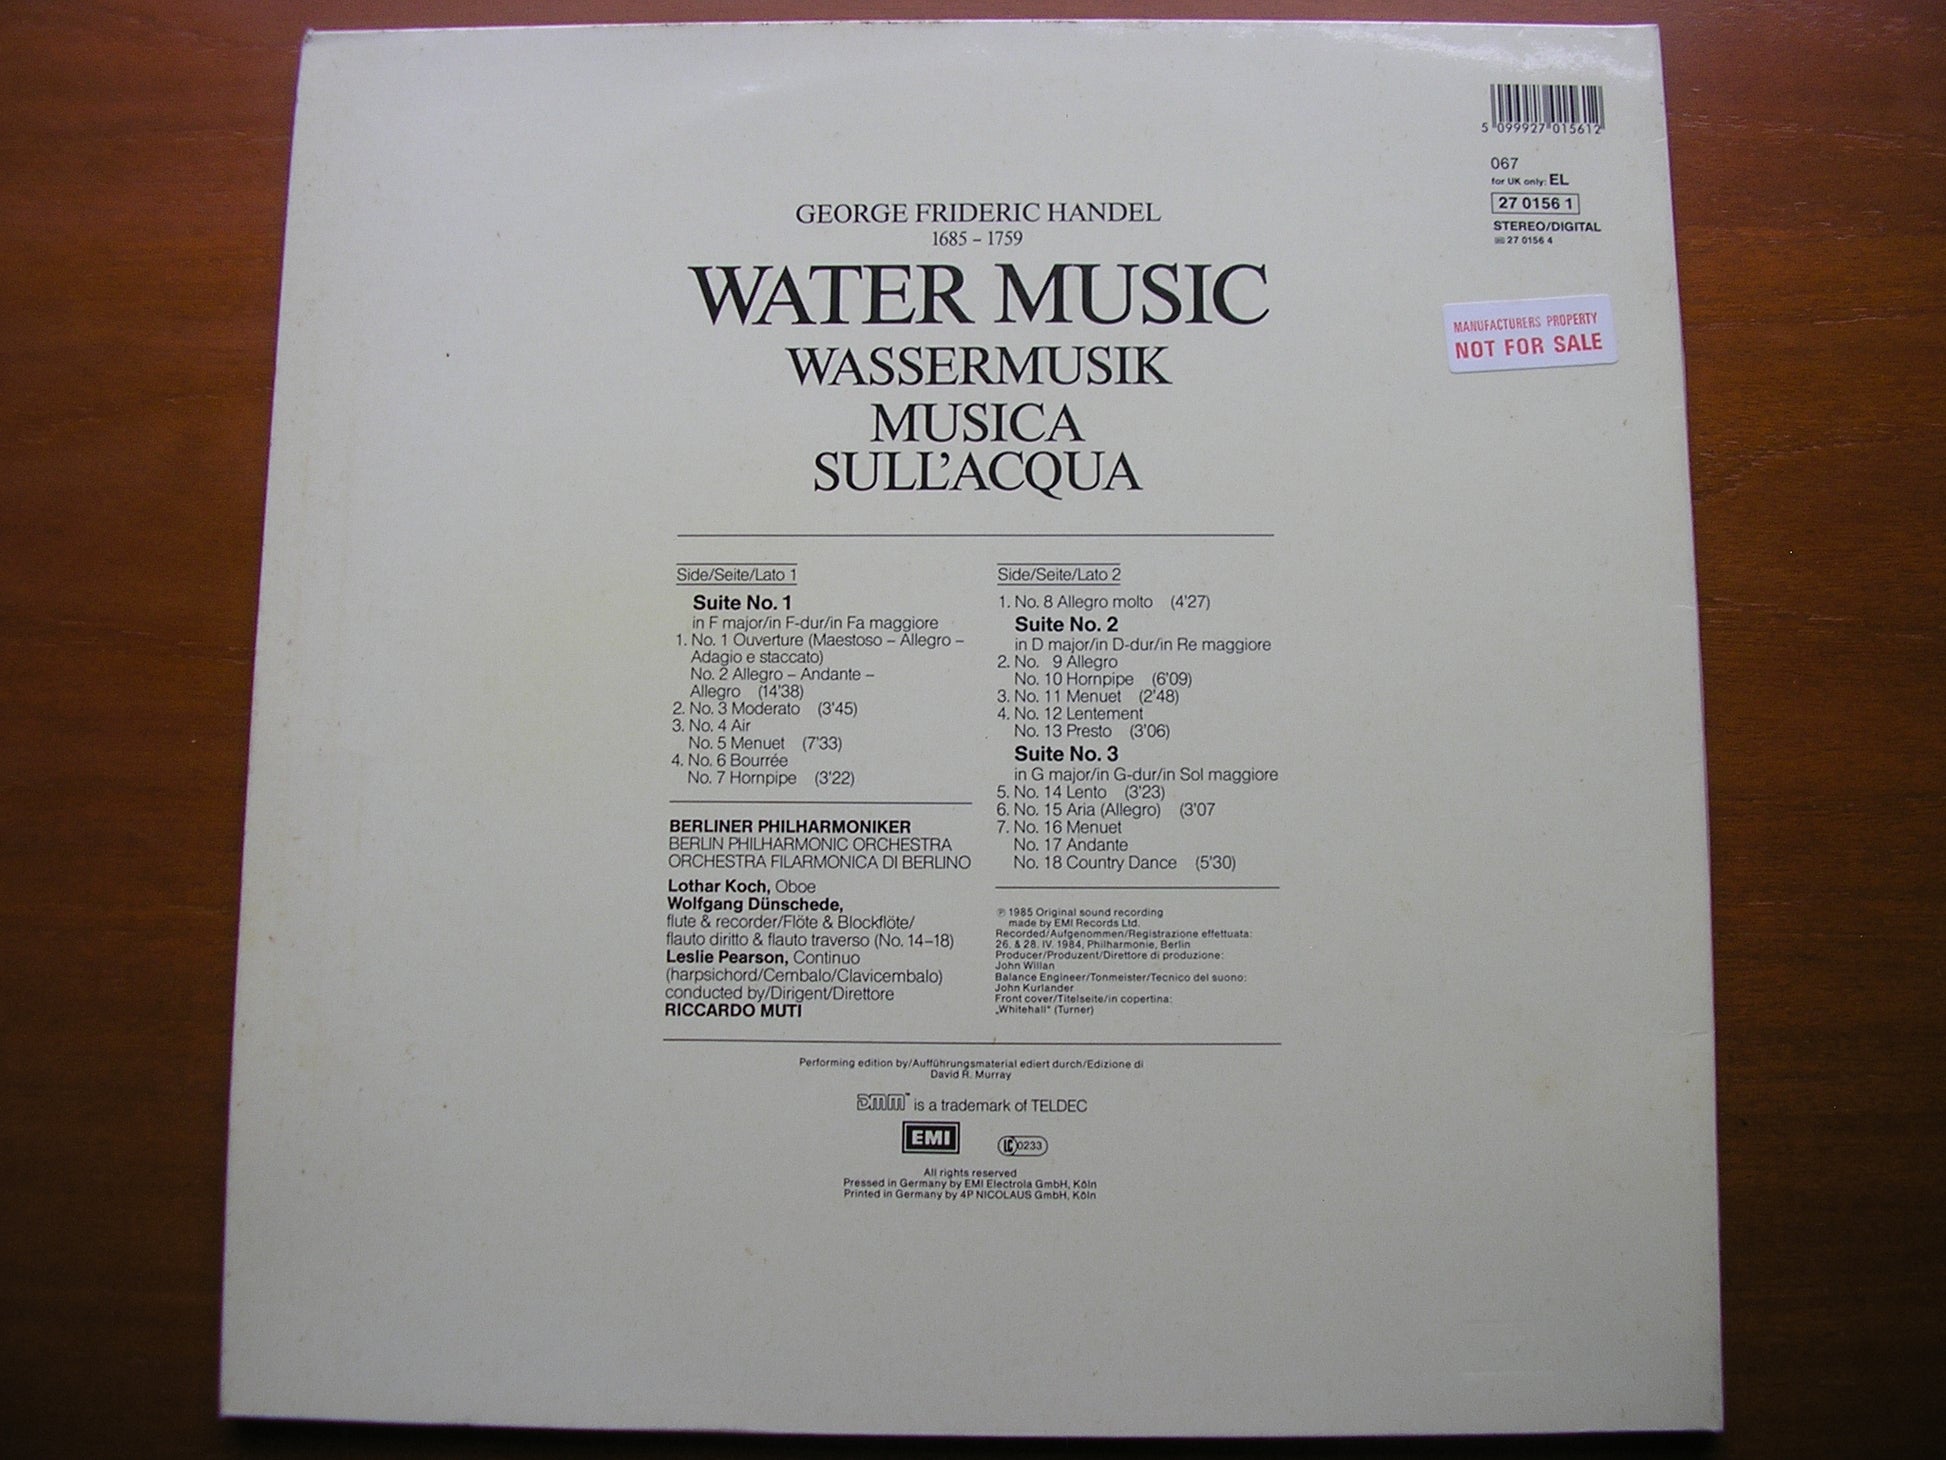 5 099927 015612
067
for UK only: EL
27 0156 1
STEREO/DIGITAL
27 0156 4
MANUFACTURERS PROPERTY
NOT FOR SALE
GEORGE FRIDERIC HANDEL
1685 – 1759
WATER MUSIC
WASSERMUSIK
MUSICA
SULL'ACQUA
Side/Seite/Lato 1
Suite No. 1
in F major/in F-dur/in Fa maggiore
1. No. 1 Ouverture (Maestoso – Allegro –
Adagio e staccato)
No. 2 Allegro – Andante –
Allegro (14'38)
2. No. 3 Moderato (3'45)
3. No. 4 Air
No. 5 Menuet (7'33)
4. No. 6 Bourrée
No. 7 Hornpipe (3'22)
BERLINER PHILHARMONIKER
BERLIN PHILHARMONIC ORCHESTRA
ORCHESTRA FILARMONICA DI BERLINO
Lothar Koch, Oboe
Wolfgang Dünschede,
flute & recorder/Flöte & Blockflöte/
flauto diritto & flauto traverso (No. 14–18)
Leslie Pearson, Continuo
(harpsichord/Cembalo/Clavicembalo)
conducted by/Dirigent/Direttore
RICCARDO MUTI
Side/Seite/Lato 2
1. No. 8 Allegro molto (4'27)
Suite No. 2
in D major/in D-dur/in Re maggiore
2. No. 9 Allegro
No. 10 Hornpipe (6'09)
3. No. 11 Menuet (2'48)
4. No. 12 Lentement
No. 13 Presto (3'06)
Suite No. 3
in G major/in G-dur/in Sol maggiore
5. No. 14 Lento (3'23)
6. No. 15 Aria (Allegro) (3'07
7. No. 16 Menuet
No. 17 Andante
No. 18 Country Dance (5'30)
℗ 1985 Original sound recording
made by EMI Records Ltd.
Recorded/Aufgenommen/Registrazione effettuata:
26. & 28. IV. 1984, Philharmonie, Berlin
Producer/Produzent/Direttore di produzione:
John Willan
Balance Engineer/Tonmeister/Tecnico del suono:
John Kurlander
Front cover/Titelseite/in copertina:
„Whitehall" (Turner)
Performing edition by/Aufführungsmaterial ediert durch/Edizione di
David R. Murray
DMM™ is a trademark of TELDEC
EMI
LC 0233
All rights reserved
Pressed in Germany by EMI Electrola GmbH, Köln
Printed in Germany by 4P NICOLAUS GmbH, Köln